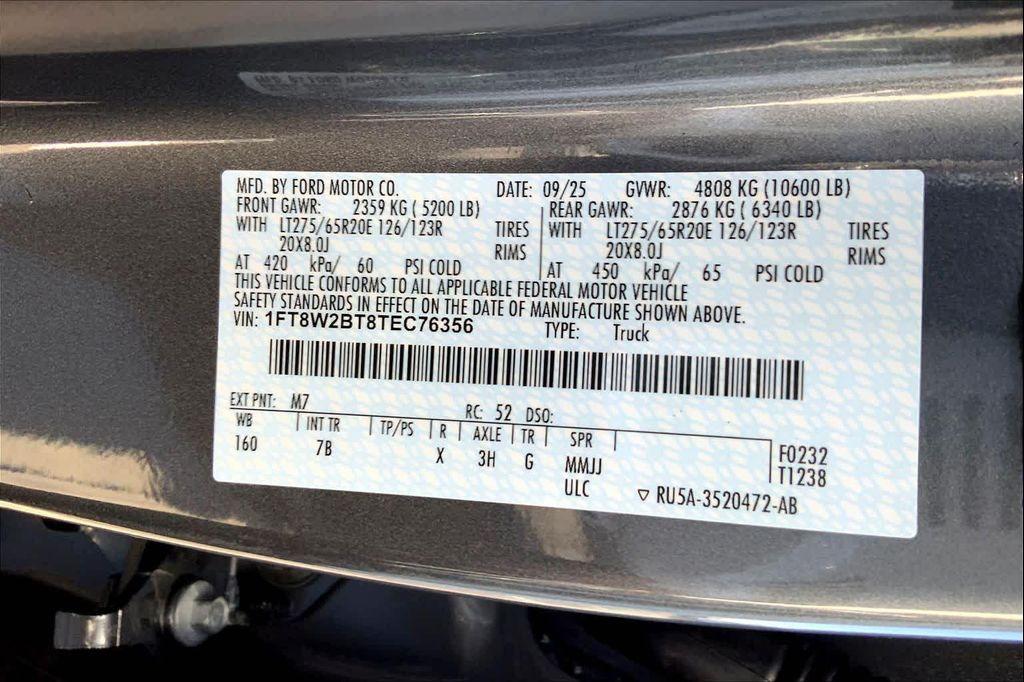 MFD. BY FORD MOTOR CO. DATE: 09/25 GVWR: 4808 KG (10600 LB)
FRONT GAWR: 2359 KG ( 5200 LB) REAR GAWR: 2876 KG ( 6340 LB)
WITH LT275/65R20E 126/123R TIRES WITH LT275/65R20E 126/123R TIRES
20X8.0J RIMS 20X8.0J RIMS
AT 420 kPa/ 60 PSI COLD AT 450 kPa/ 65 PSI COLD
THIS VEHICLE CONFORMS TO ALL APPLICABLE FEDERAL MOTOR VEHICLE
SAFETY STANDARDS IN EFFECT ON THE DATE OF MANUFACTURE SHOWN ABOVE.
VIN: 1FT8W2BT8TEC76356 TYPE: Truck
EXT PNT: M7 RC: 52 DSO:
WB INT TR TP/PS R AXLE TR SPR
160 7B X 3H G MMJJ F0232
ULC T1238
RU5A-3520472-AB